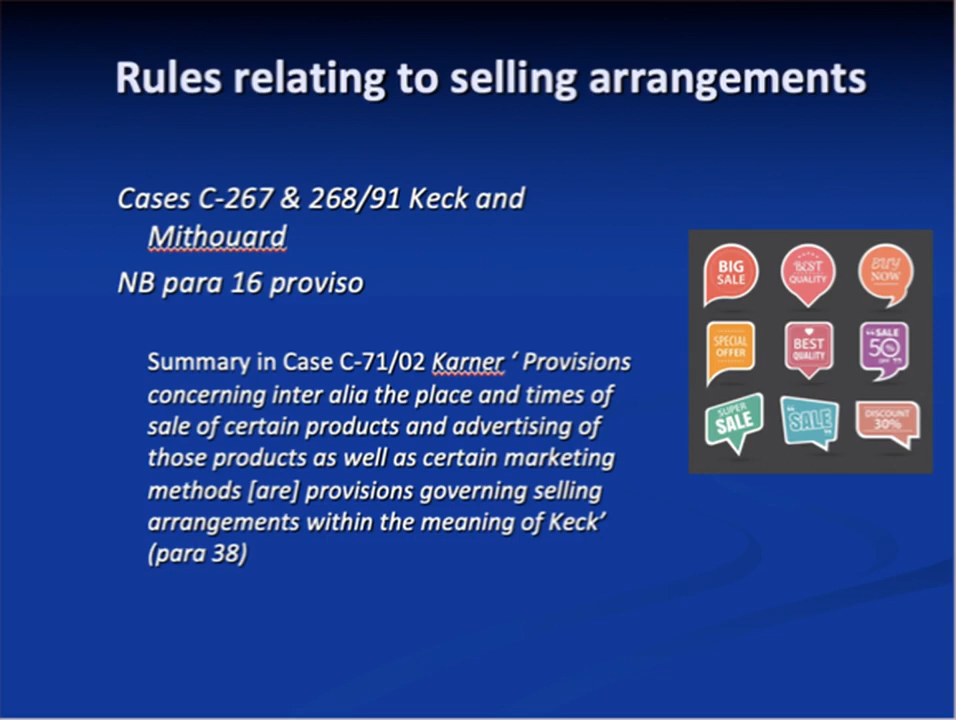 Rules relating to selling arrangements
Cases C-267 & 268/91 Keck and
Mithouard
NB para 16 proviso
Summary in Case C-71/02 Karner ‘ Provisions
concerning inter alia the place and times of
sale of certain products and advertising of
those products as well as certain marketing
methods [are] provisions governing selling
arrangements within the meaning of Keck’
(para 38)
BIG
SALE
BEST
QUALITY
BUY
NOW
SPECIAL
OFFER
BEST
QUALITY
SALE
50%
SUPER
SALE
SALE
DISCOUNT
30%